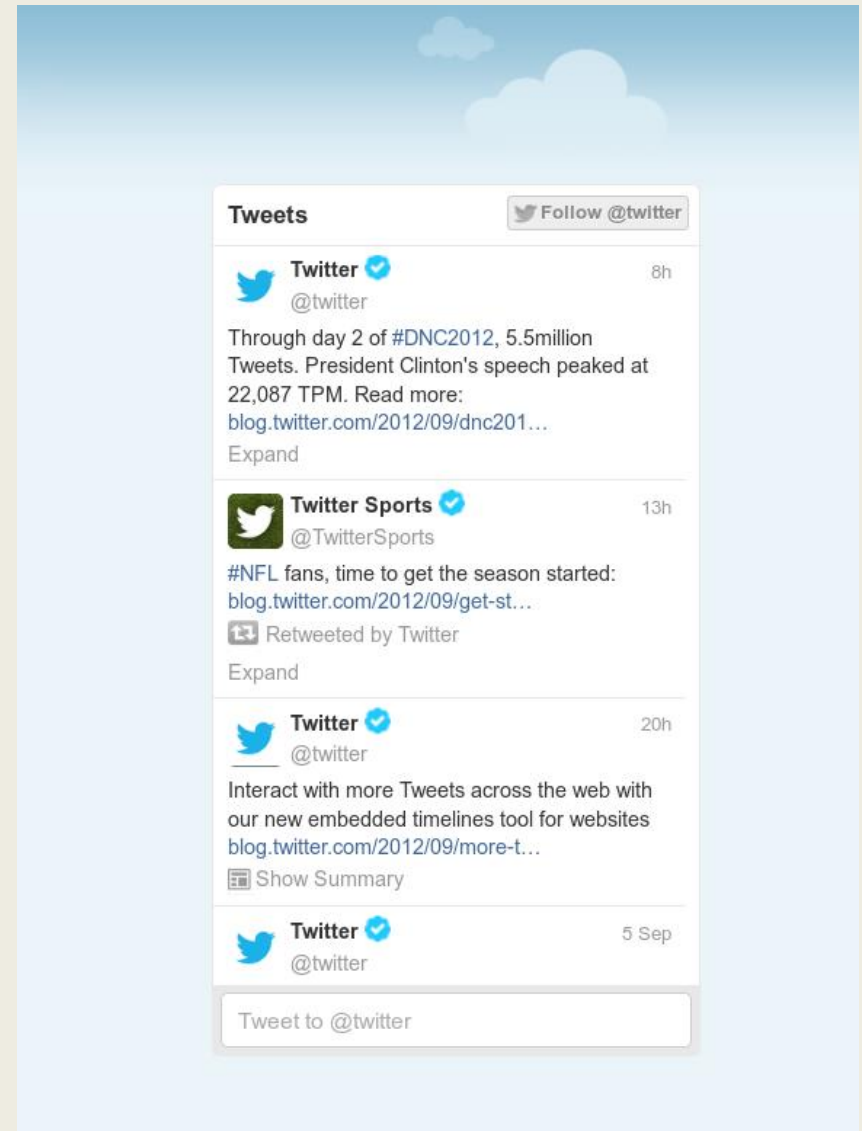 Tweets
Follow @twitter
Twitter
8h
@twitter
Through day 2 of #DNC2012, 5.5million
Tweets. President Clinton's speech peaked at
22,087 TPM. Read more:
blog.twitter.com/2012/09/dnc201…
Expand
Twitter Sports
13h
@TwitterSports
#NFL fans, time to get the season started:
blog.twitter.com/2012/09/get-st…
Retweeted by Twitter
Expand
Twitter
20h
@twitter
Interact with more Tweets across the web with
our new embedded timelines tool for websites
blog.twitter.com/2012/09/more-t…
Show Summary
Twitter
5 Sep
@twitter
Tweet to @twitter